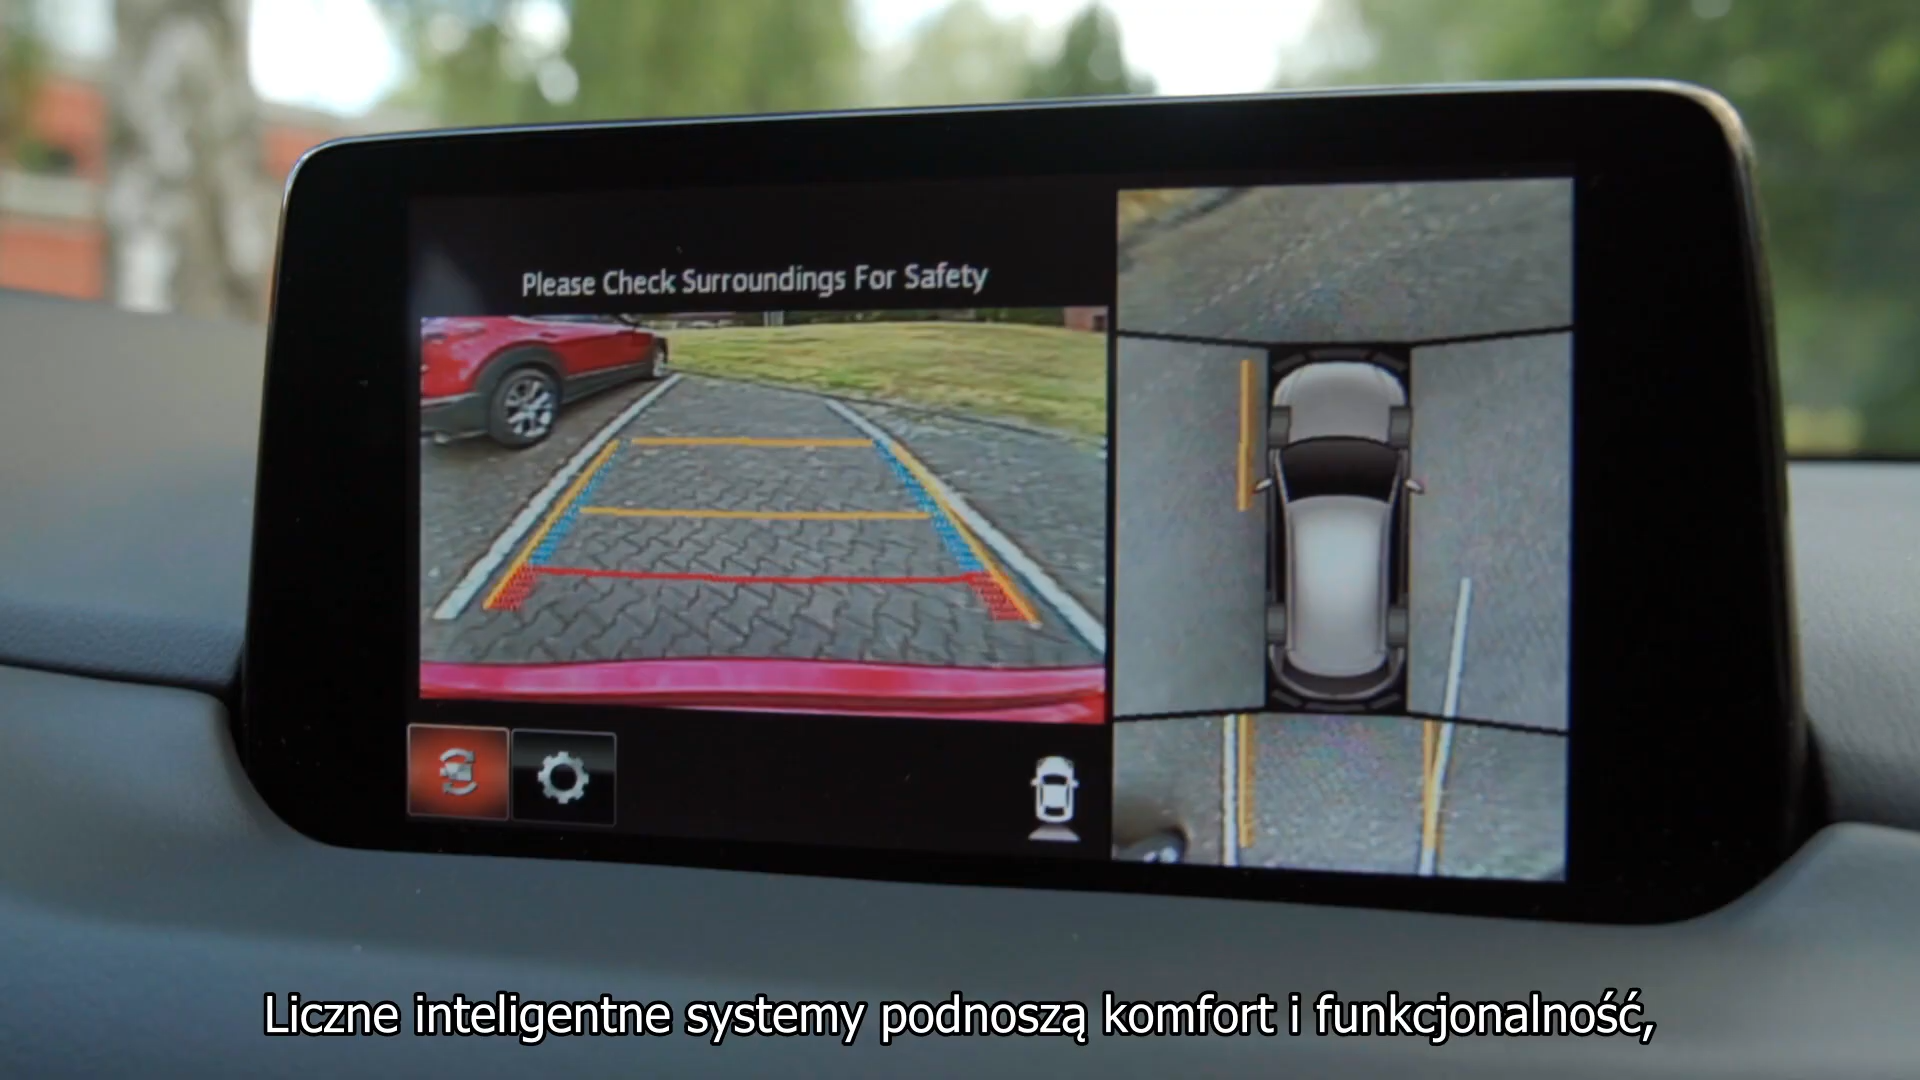 Please Check Surroundings For Safety
Liczne inteligentne systemy podnoszą komfort i funkcjonalność,